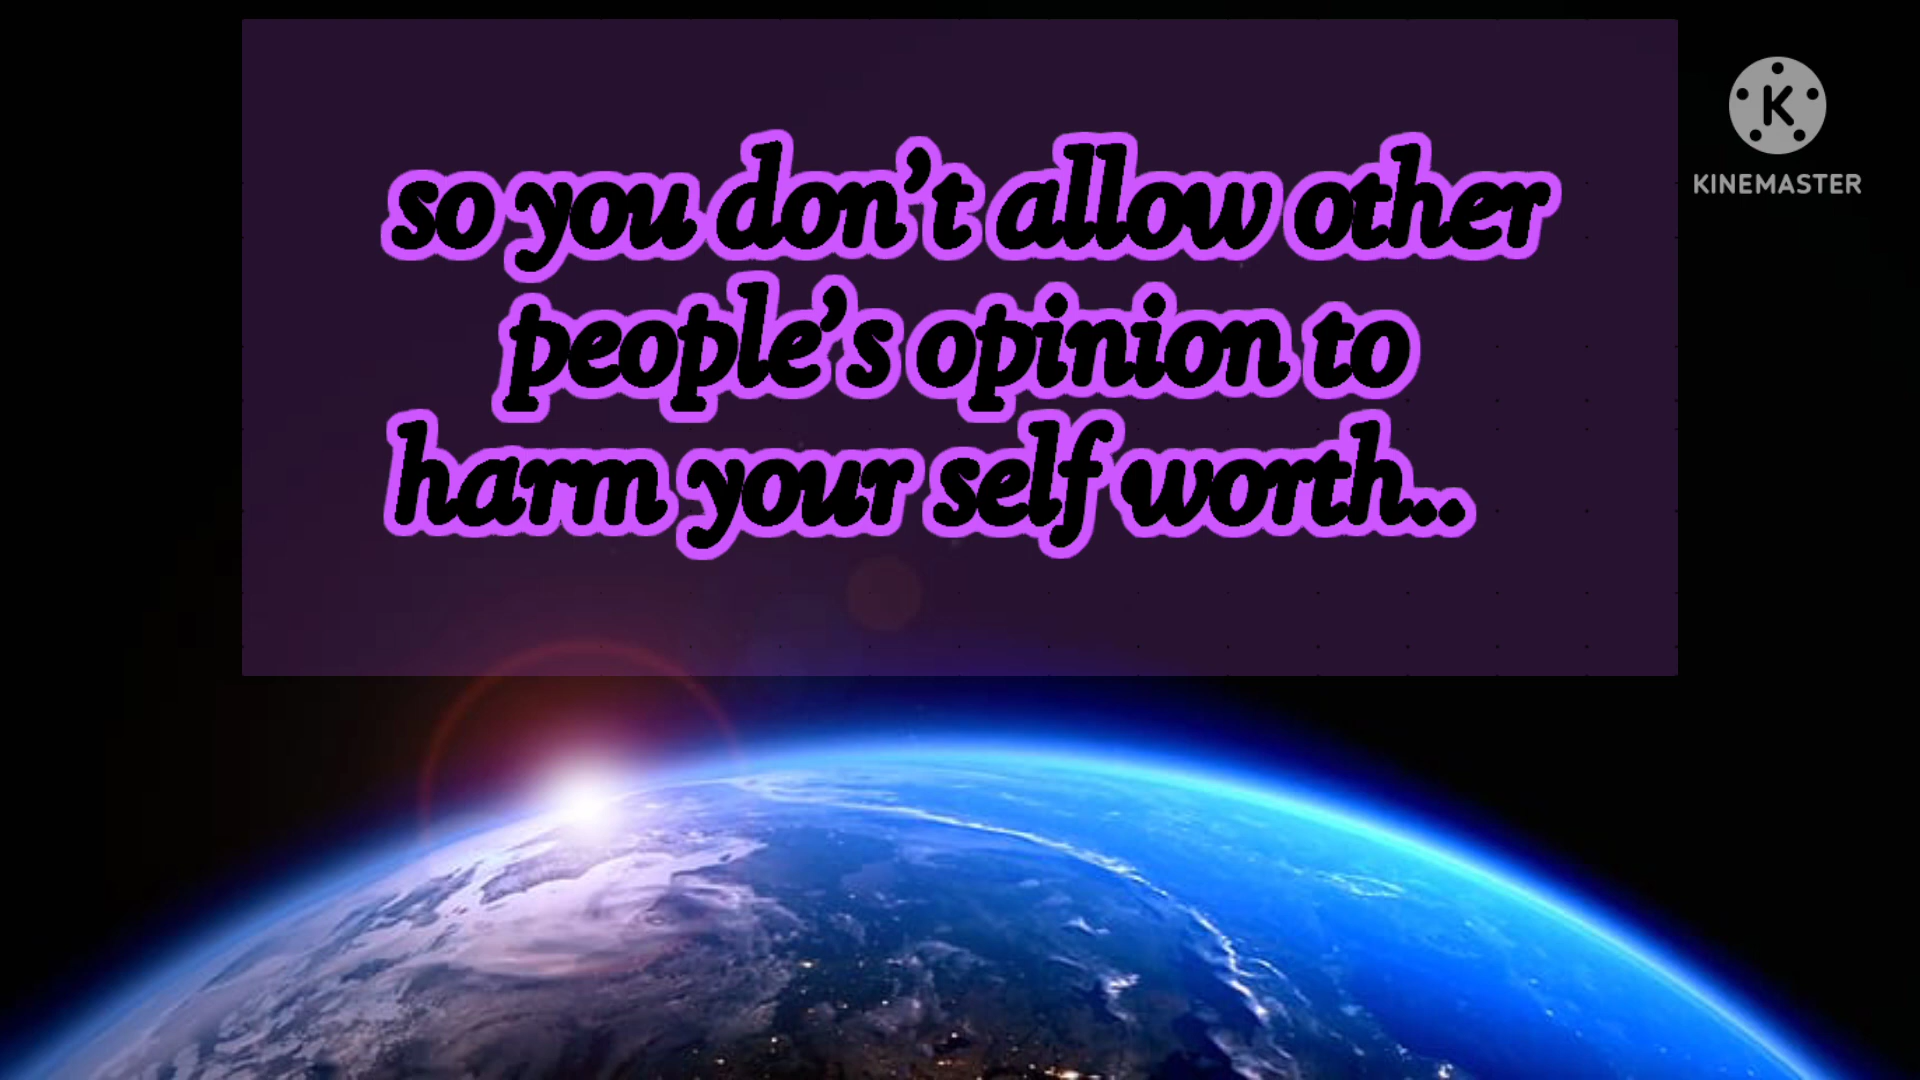 so you don't allow other
people's opinion to
harm your self worth..
K
KINEMASTER